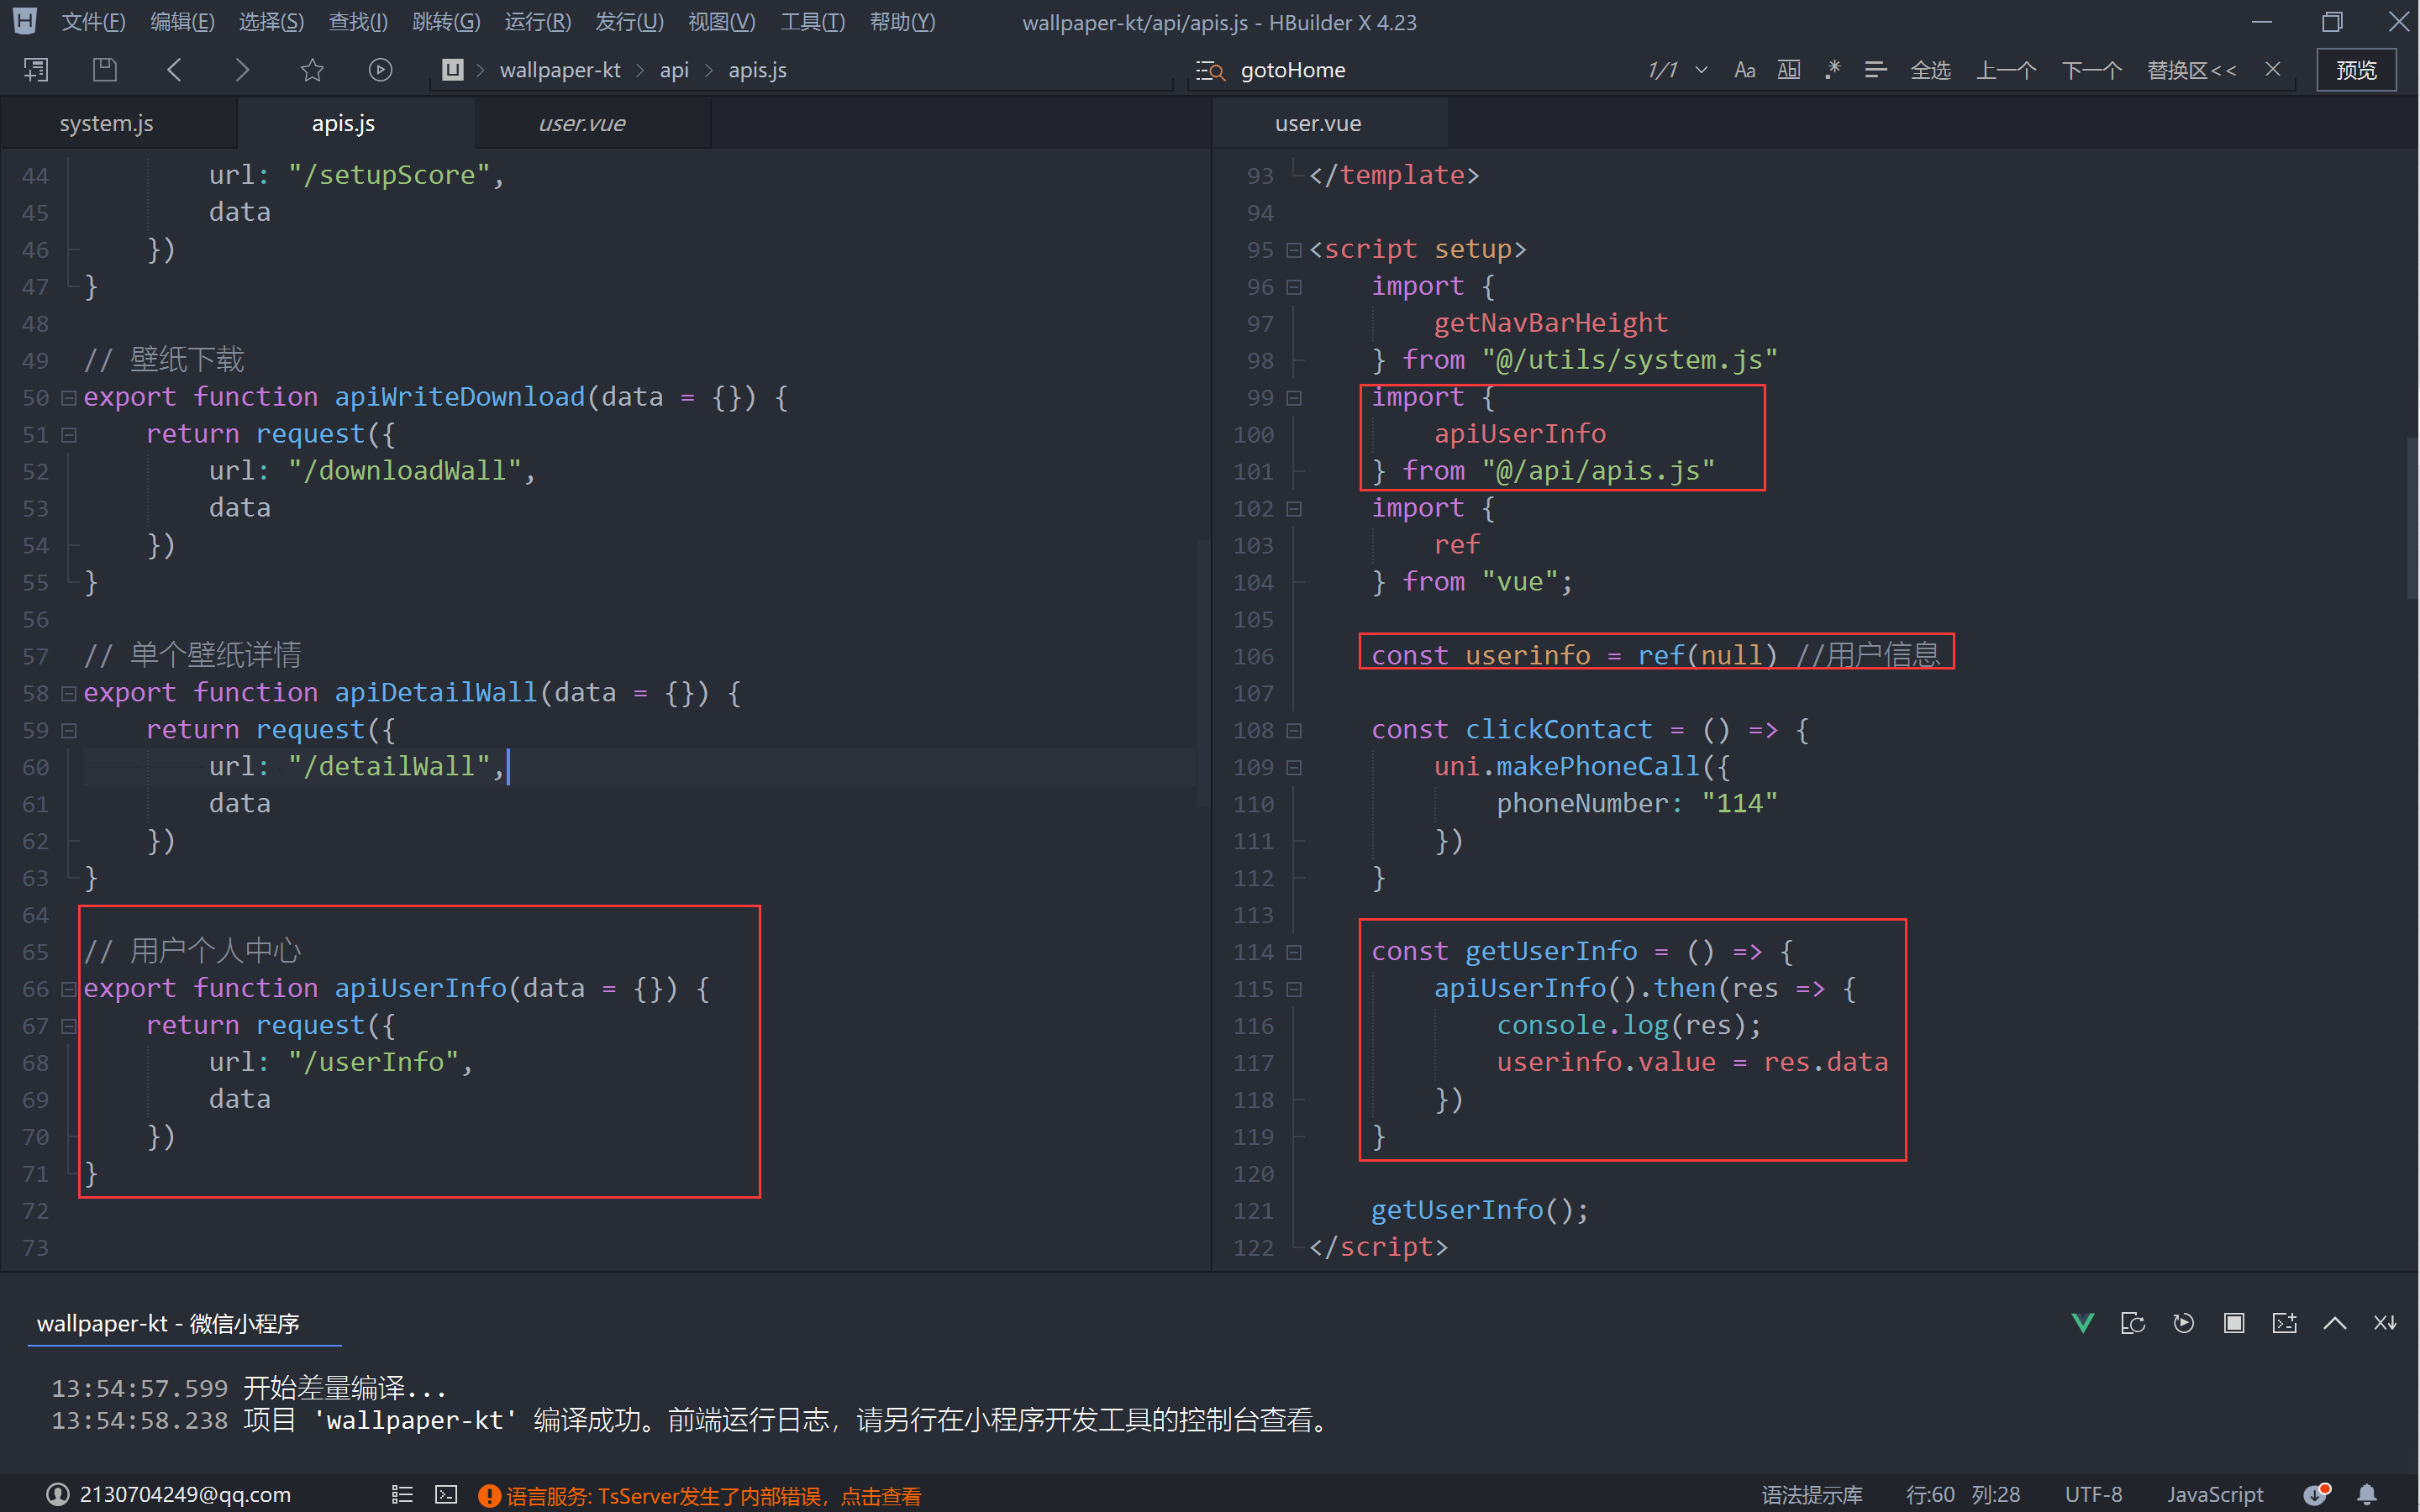 文件(F) 编辑(E) 选择(S) 查找(I) 跳转(G) 运行(R) 发行(U) 视图(V) 工具(T) 帮助(Y) wallpaper-kt/api/apis.js - HBuilder X 4.23
wallpaper-kt api apis.js gotoHome 1/1 Aa Ab .* 全选 上一个 下一个 替换区<< 预览
system.js apis.js user.vue
44 url: "/setupScore",
45 data
46 })
47 }
48
49 // 壁纸下载
50 export function apiWriteDownload(data = {}) {
51 return request({
52 url: "/downloadWall",
53 data
54 })
55 }
56
57 // 单个壁纸详情
58 export function apiDetailWall(data = {}) {
59 return request({
60 url: "/detailWall",
61 data
62 })
63 }
64
65 // 用户个人中心
66 export function apiUserInfo(data = {}) {
67 return request({
68 url: "/userInfo",
69 data
70 })
71 }
72
73
user.vue
93 </template>
94
95 <script setup>
96 import {
97 getNavBarHeight
98 } from "@/utils/system.js"
99 import {
100 apiUserInfo
101 } from "@/api/apis.js"
102 import {
103 ref
104 } from "vue";
105
106 const userinfo = ref(null) //用户信息
107
108 const clickContact = () => {
109 uni.makePhoneCall({
110 phoneNumber: "114"
111 })
112 }
113
114 const getUserInfo = () => {
115 apiUserInfo().then(res => {
116 console.log(res);
117 userinfo.value = res.data
118 })
119 }
120
121 getUserInfo();
122 </script>
wallpaper-kt - 微信小程序
13:54:57.599 开始差量编译...
13:54:58.238 项目 'wallpaper-kt' 编译成功。前端运行日志，请另行在小程序开发工具的控制台查看。
2130704249@qq.com 语言服务: TsServer发生了内部错误，点击查看 语法提示库 行:60 列:28 UTF-8 JavaScript